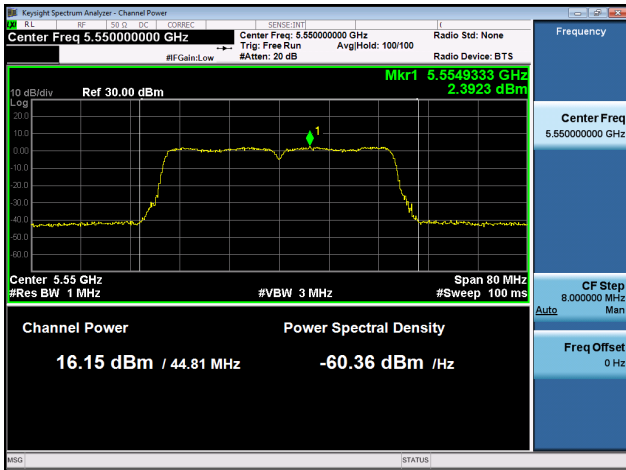 Keysight Spectrum Analyzer - Channel Power
RL RF 50 Ω DC CORREC SENSE:INT
Center Freq 5.550000000 GHz
#IFGain:Low
Center Freq: 5.550000000 GHz
Trig: Free Run Avg|Hold: 100/100
#Atten: 20 dB
Radio Std: None
Radio Device: BTS
Mkr1 5.5549333 GHz
2.3923 dBm
10 dB/div Ref 30.00 dBm
Log
20.0
10.0
0.00
-10.0
-20.0
-30.0
-40.0
-50.0
-60.0
1
Center 5.55 GHz Span 80 MHz
#Res BW 1 MHz #VBW 3 MHz #Sweep 100 ms
Channel Power Power Spectral Density
16.15 dBm / 44.81 MHz -60.36 dBm /Hz
Frequency
Center Freq
5.550000000 GHz
CF Step
8.000000 MHz
Auto Man
Freq Offset
0 Hz
MSG STATUS